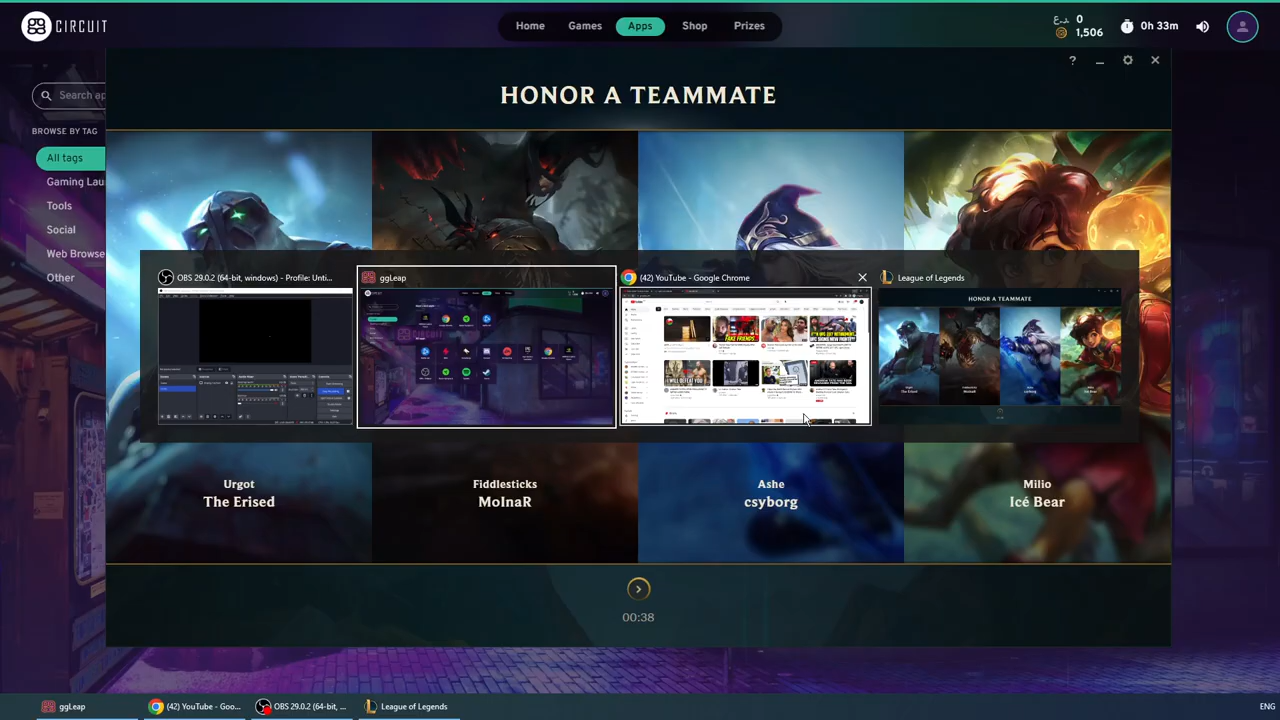 CIRCUIT
Home
Games
Apps
Shop
Prizes
د.ع. 0
1,506
0h 33m
Search ap
BROWSE BY TAG
All tags
Gaming Lau
Tools
Social
Web Browse
Other
?
HONOR A TEAMMATE
OBS 29.0.2 (64-bit, windows) - Profile: Unti...
ggLeap
(42) YouTube - Google Chrome
League of Legends
HONOR A TEAMMATE
Urgot
The Erised
Fiddlesticks
MolnaR
Ashe
csyborg
Milio
Icé Bear
00:38
ggLeap
(42) YouTube - Goo...
OBS 29.0.2 (64-bit, ...
League of Legends
ENG